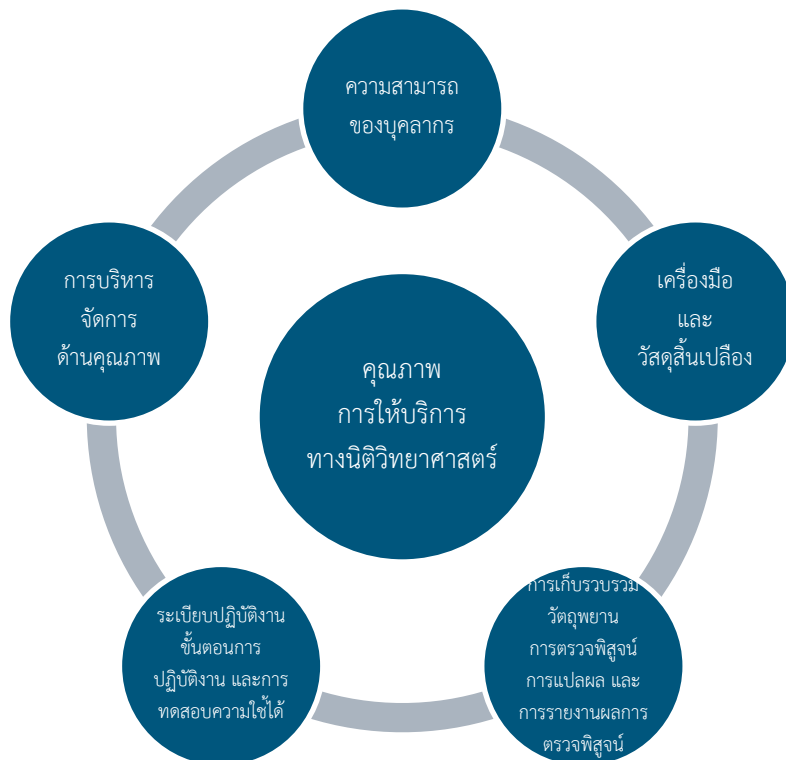 ความสามารถ
ของบุคลากร
เครื่องมือ
และ
วัสดุสิ้นเปลือง
การเก็บรวบรวม
วัตถุพยาน
การตรวจพิสูจน์
การแปลผล และ
การรายงานผลการ
ตรวจพิสูจน์
ระเบียบปฏิบัติงาน
ขั้นตอนการ
ปฏิบัติงาน และการ
ทดสอบความใช้ได้
การบริหาร
จัดการ
ด้านคุณภาพ
คุณภาพ
การให้บริการ
ทางนิติวิทยาศาสตร์